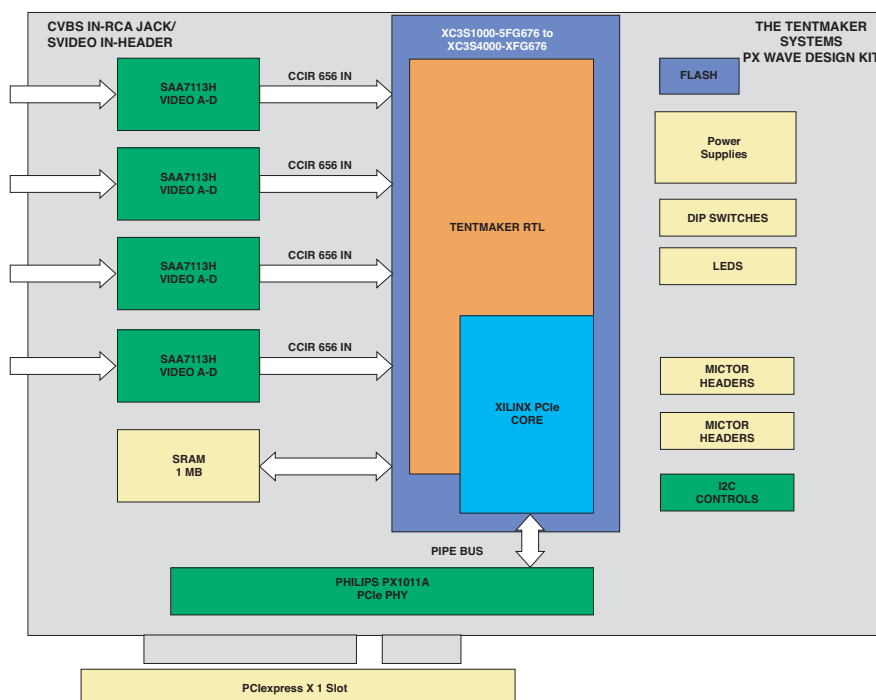 CVBS IN-RCA JACK/
SVIDEO IN-HEADER
XC3S1000-5FG676 to
XC3S4000-XFG676
THE TENTMAKER
SYSTEMS
PX WAVE DESIGN KIT
SAA7113H
VIDEO A-D
CCIR 656 IN
SAA7113H
VIDEO A-D
CCIR 656 IN
SAA7113H
VIDEO A-D
CCIR 656 IN
SAA7113H
VIDEO A-D
CCIR 656 IN
SRAM
1 MB
TENTMAKER RTL
XILINX PCIe
CORE
FLASH
Power
Supplies
DIP SWITCHES
LEDS
MICTOR
HEADERS
MICTOR
HEADERS
I2C
CONTROLS
PIPE BUS
PHILIPS PX1011A
PCIe PHY
PCIexpress X 1 Slot